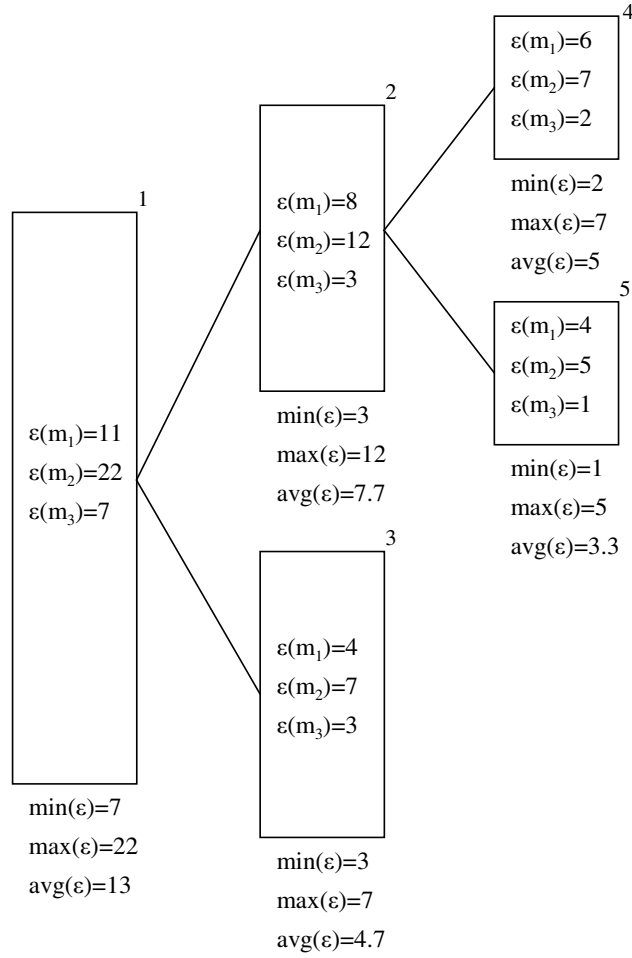 1
ε(m₁)=11
ε(m₂)=22
ε(m₃)=7
min(ε)=7
max(ε)=22
avg(ε)=13
2
ε(m₁)=8
ε(m₂)=12
ε(m₃)=3
min(ε)=3
max(ε)=12
avg(ε)=7.7
3
ε(m₁)=4
ε(m₂)=7
ε(m₃)=3
min(ε)=3
max(ε)=7
avg(ε)=4.7
4
ε(m₁)=6
ε(m₂)=7
ε(m₃)=2
min(ε)=2
max(ε)=7
avg(ε)=5
5
ε(m₁)=4
ε(m₂)=5
ε(m₃)=1
min(ε)=1
max(ε)=5
avg(ε)=3.3